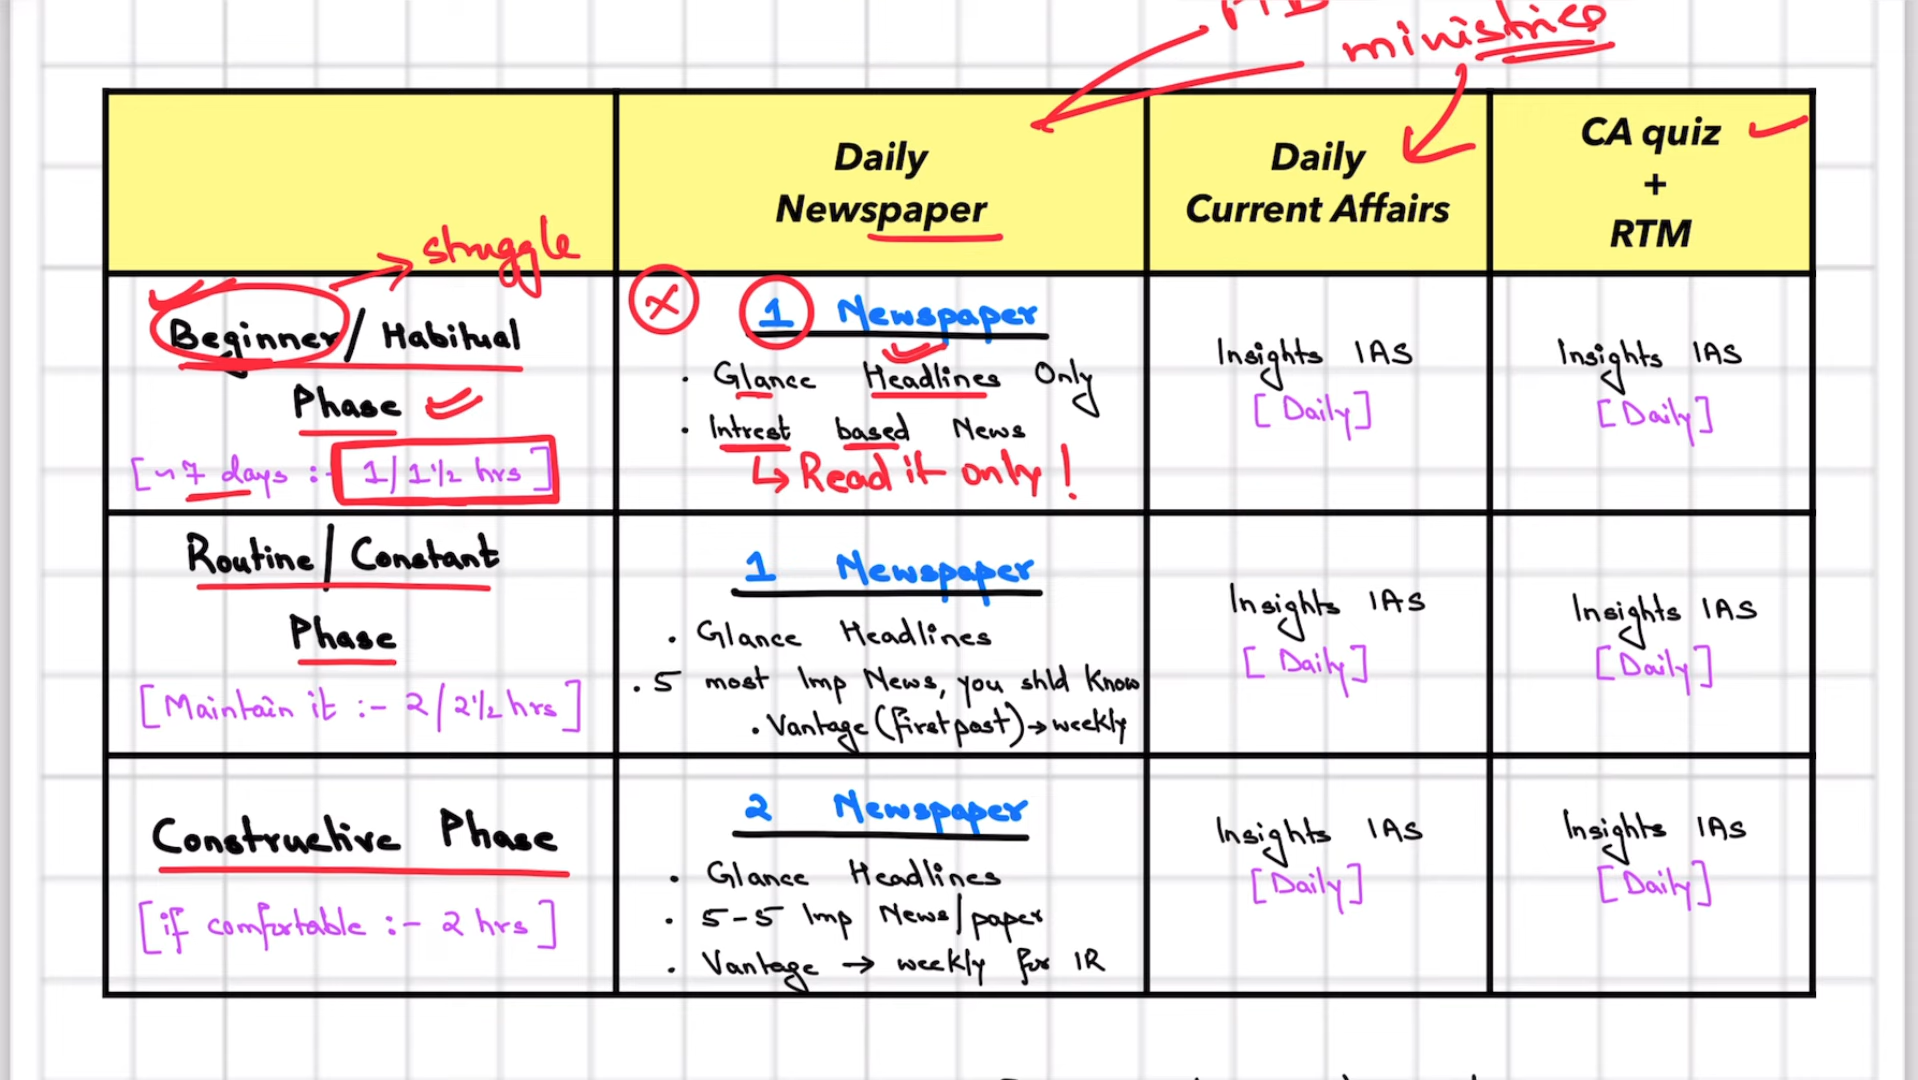 ministries
Daily
Newspaper
Daily
Current Affairs
CA quiz
+
RTM
struggle
Beginner / Habitual
Phase
[~7 days :- 1/1½ hrs]
X 1 Newspaper
• Glance Headlines Only
• Intrest based News
↳ Read it only!
Insights IAS
[Daily]
Insights IAS
[Daily]
Routine / Constant
Phase
[Maintain it :- 2/2½ hrs]
1 Newspaper
• Glance Headlines
• 5 most Imp News, you shld Know
• Vantage (firstpost) → weekly
Insights IAS
[Daily]
Insights IAS
[Daily]
Constructive Phase
[if comfortable :- 2 hrs]
2 Newspaper
• Glance Headlines
• 5-5 Imp News/paper
• Vantage → weekly for IR
Insights IAS
[Daily]
Insights IAS
[Daily]